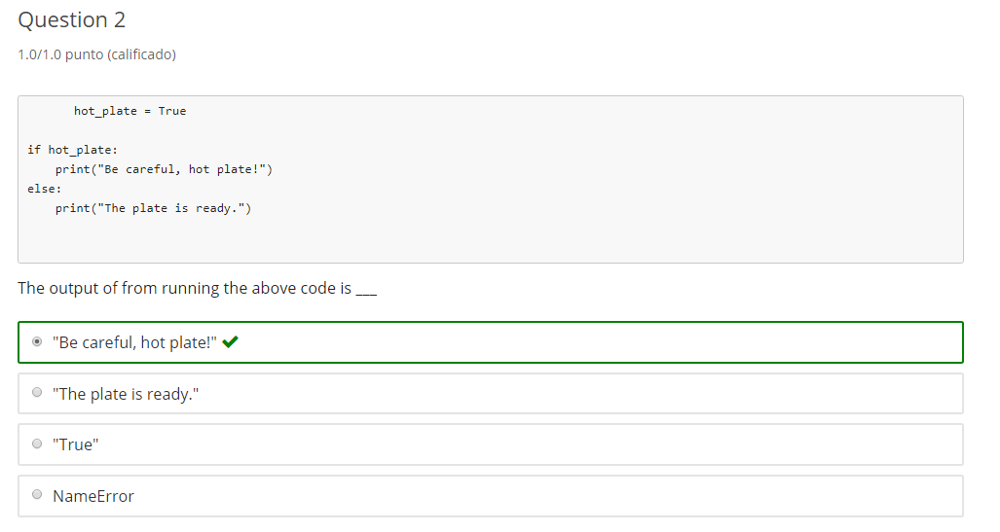 Question 2
1.0/1.0 punto (calificado)
hot_plate = True
if hot_plate:
    print("Be careful, hot plate!")
else:
    print("The plate is ready.")
The output of from running the above code is ___
"Be careful, hot plate!"
"The plate is ready."
"True"
NameError